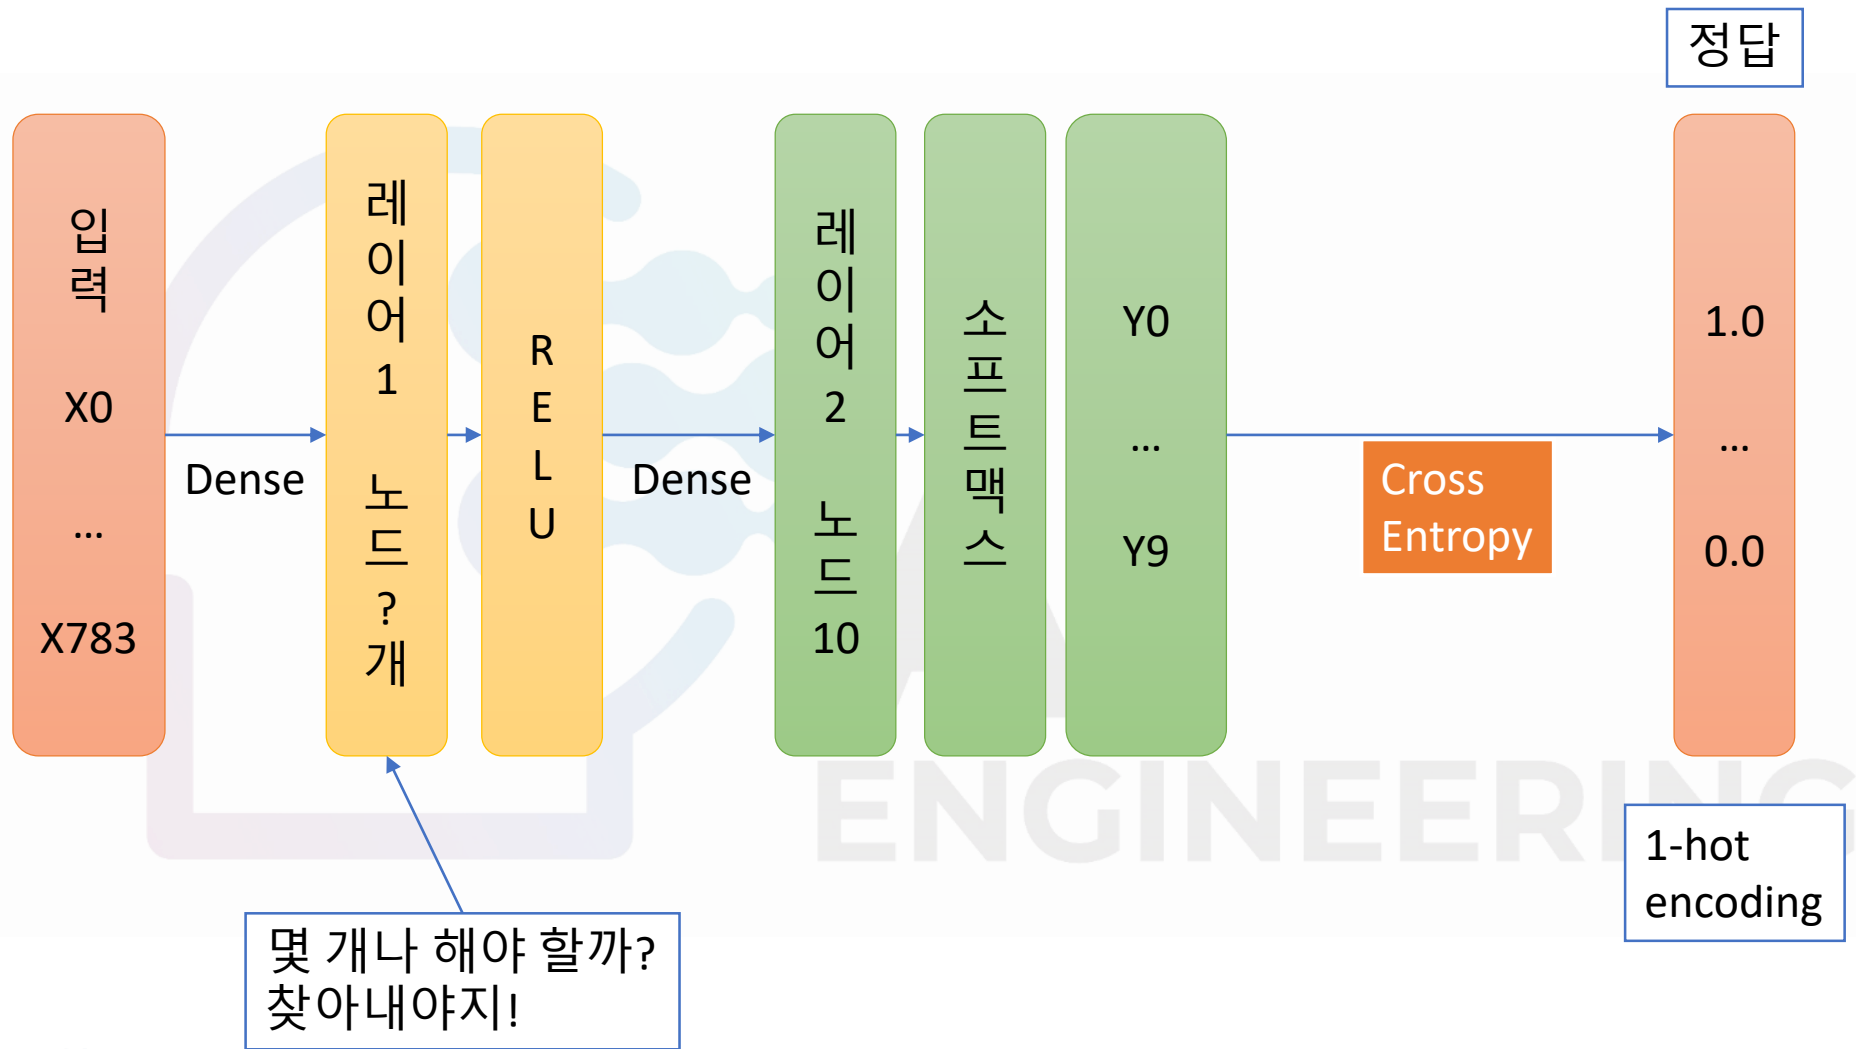 정답
입력
X0
...
X783
Dense
레이어
1
노드
?
개
RELU
Dense
레이어
2
노드
10
소프트맥스
Y0
...
Y9
Cross
Entropy
1.0
...
0.0
1-hot
encoding
몇 개나 해야 할까?
찾아내야지!
ENGINEERING